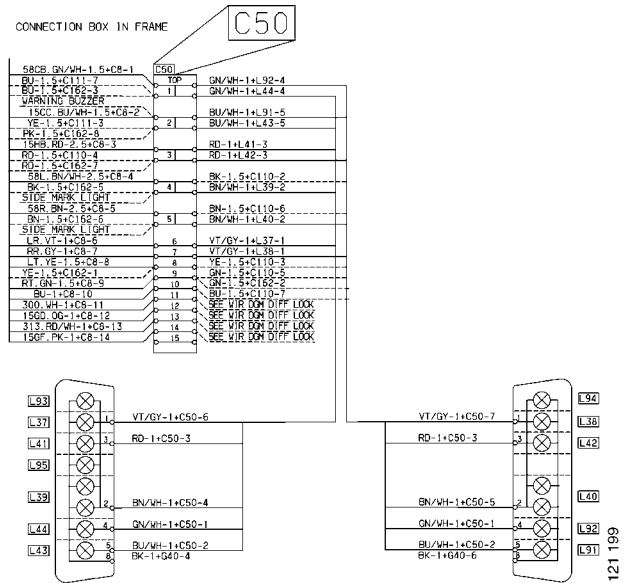 CONNECTION BOX IN FRAME
C50
58CB.GN/WH-1.5+C8-1
BU-1.5+C111-7
BU-1.5+C162-3
WARNING BUZZER
15CC.BU/WH-1.5+C8-2
YE-1.5+C111-3
PK-1.5+C162-8
15HB.RD-2.5+C8-3
RD-1.5+C110-4
RD-1.5+C162-7
58L.BN/WH-2.5+C8-4
BK-1.5+C162-5
SIDE MARK LIGHT
58R.BN-2.5+C8-5
BN-1.5+C162-6
SIDE MARK LIGHT
LR.VT-1+C8-6
RR.GY-1+C8-7
LT.YE-1.5+C8-8
YE-1.5+C162-1
RT.GN-1.5+C8-9
BU-1+C8-10
300.WH-1+C8-11
15GD.OG-1+C8-12
313.RD/WH-1+C8-13
15GF.PK-1+C8-14
C50
TOP
1
2
3
4
5
6
7
8
9
10
11
12
13
14
15
GN/WH-1+L92-4
GN/WH-1+L44-4
BU/WH-1+L91-5
BU/WH-1+L43-5
RD-1+L41-3
RD-1+L42-3
BK-1.5+C110-2
BN/WH-1+L39-2
BN-1.5+C110-6
BN/WH-1+L40-2
VT/GY-1+L37-1
VT/GY-1+L38-1
YE-1.5+C110-3
GN-1.5+C110-5
GN-1.5+C162-2
BU-1.5+C110-7
SEE WIR DGM DIFF LOCK
SEE WIR DGM DIFF LOCK
SEE WIR DGM DIFF LOCK
SEE WIR DGM DIFF LOCK
L93
L37
L41
L95
L39
L44
L43
1
3
2
4
5
6
VT/GY-1+C50-6
RD-1+C50-3
BN/WH-1+C50-4
GN/WH-1+C50-1
BU/WH-1+C50-2
BK-1+G40-4
VT/GY-1+C50-7
RD-1+C50-3
BN/WH-1+C50-5
GN/WH-1+C50-1
BU/WH-1+C50-2
BK-1+G40-6
1
3
2
4
5
6
L94
L38
L42
L40
L92
L91
121 199